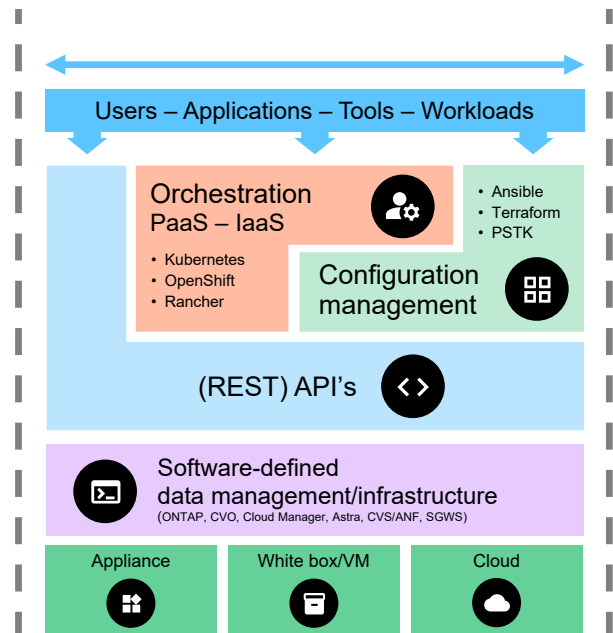 Users – Applications – Tools – Workloads
Orchestration
PaaS – IaaS
• Kubernetes
• OpenShift
• Rancher
• Ansible
• Terraform
• PSTK
Configuration
management
(REST) API's
Software-defined
data management/infrastructure
(ONTAP, CVO, Cloud Manager, Astra, CVS/ANF, SGWS)
Appliance
White box/VM
Cloud